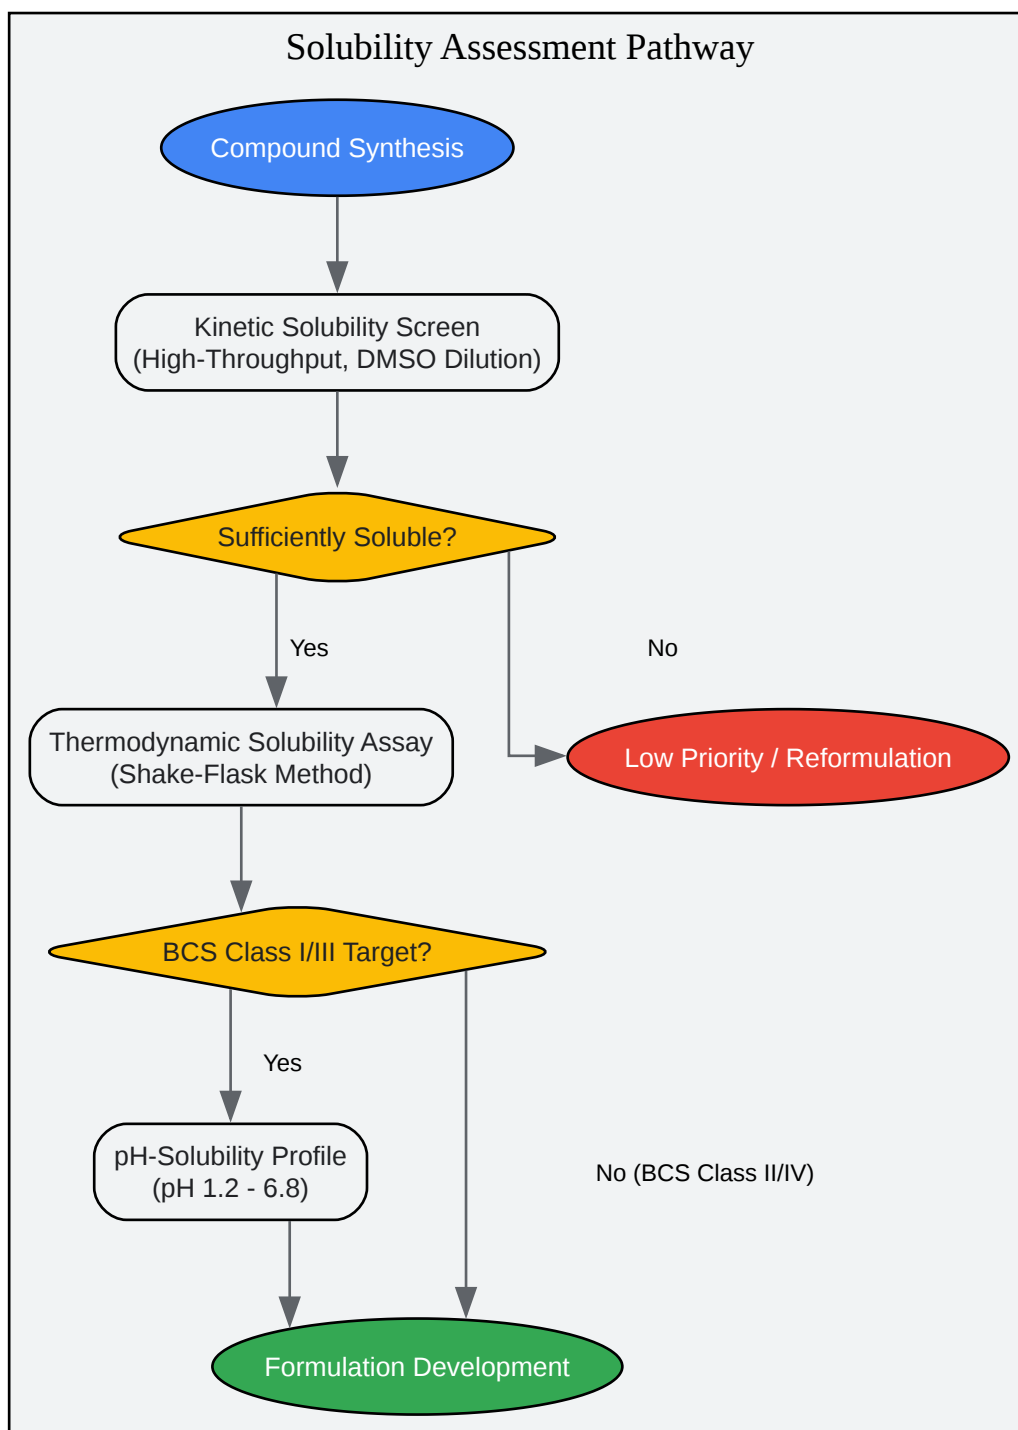 Solubility Assessment Pathway
Compound Synthesis
Kinetic Solubility Screen
(High-Throughput, DMSO Dilution)
Sufficiently Soluble?
Yes
No
Thermodynamic Solubility Assay
(Shake-Flask Method)
Low Priority / Reformulation
BCS Class I/III Target?
Yes
pH-Solubility Profile
(pH 1.2 - 6.8)
No (BCS Class II/IV)
Formulation Development